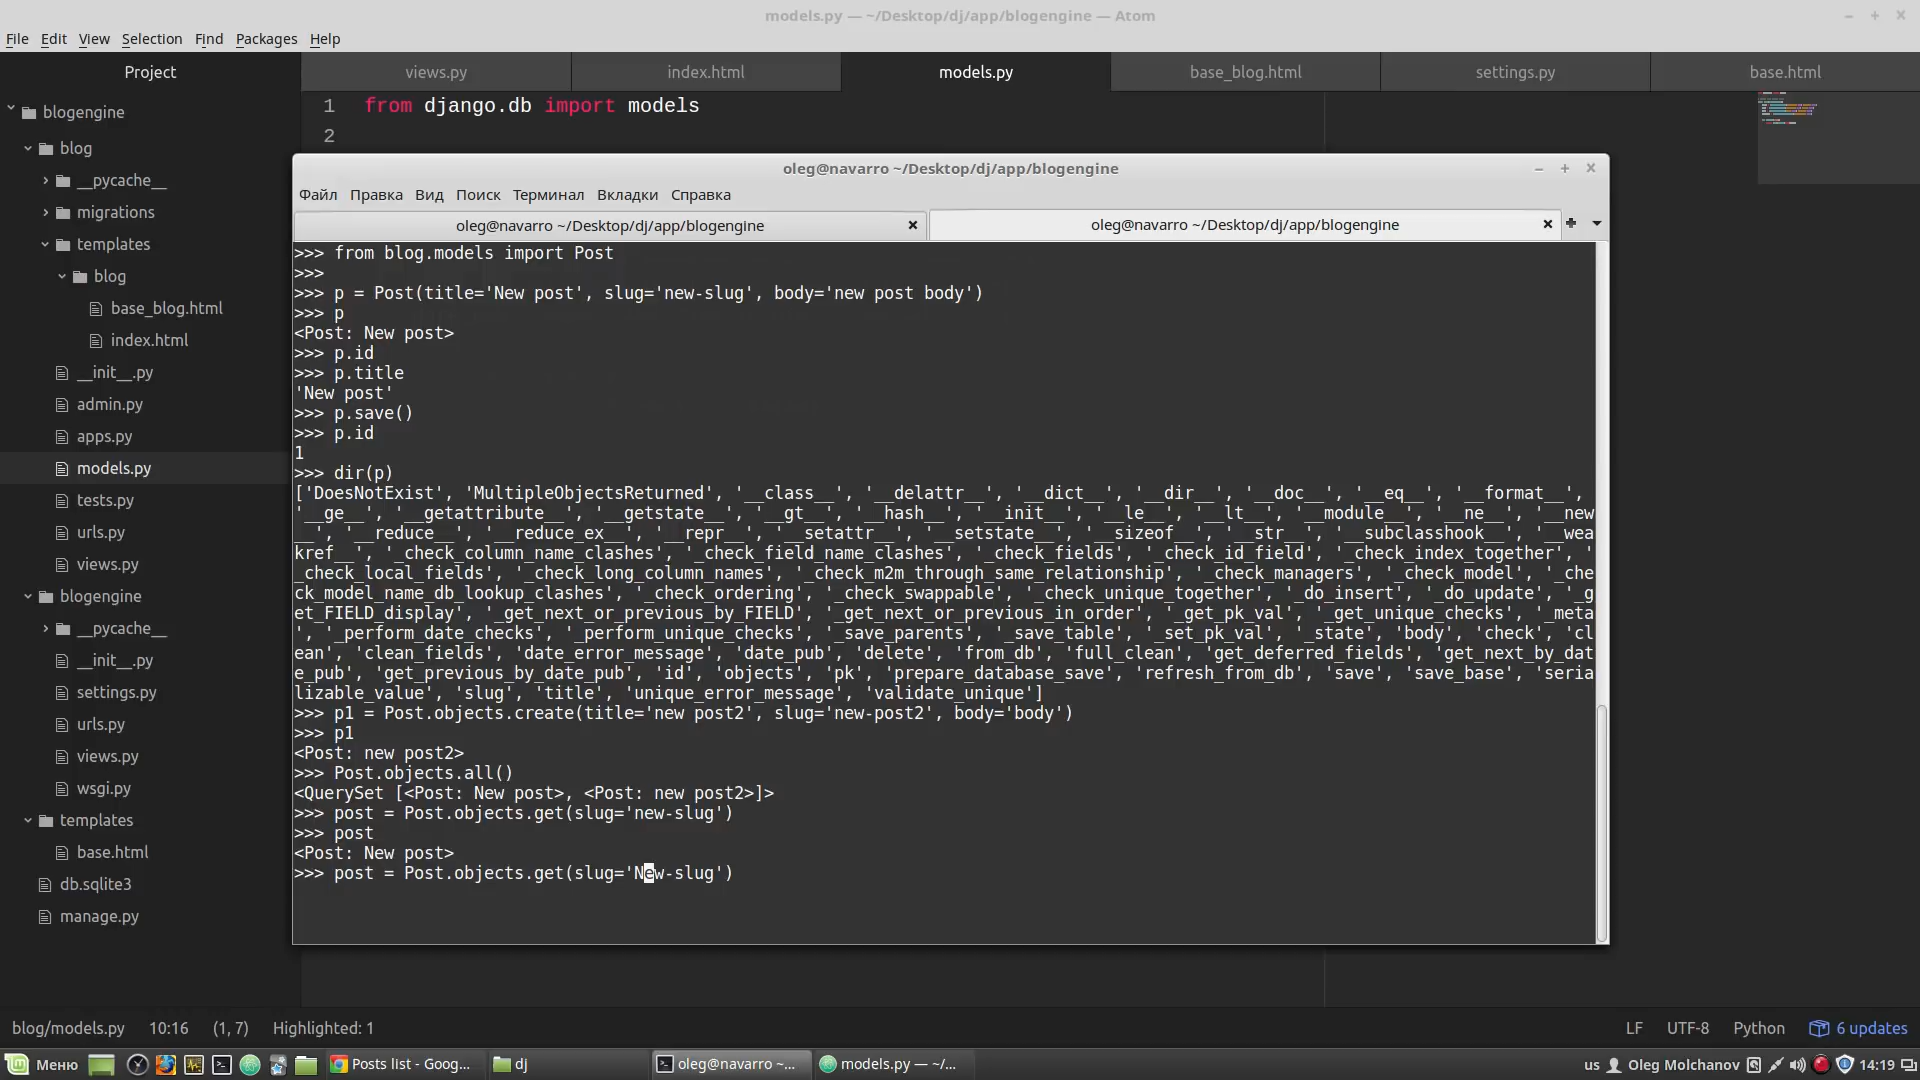 models.py — ~/Desktop/dj/app/blogengine — Atom
File Edit View Selection Find Packages Help
Project
views.py index.html models.py base_blog.html settings.py base.html
1 from django.db import models
2
blogengine
blog
__pycache__
migrations
templates
blog
base_blog.html
index.html
__init__.py
admin.py
apps.py
models.py
tests.py
urls.py
views.py
blogengine
__pycache__
__init__.py
settings.py
urls.py
views.py
wsgi.py
templates
base.html
db.sqlite3
manage.py
oleg@navarro ~/Desktop/dj/app/blogengine
Файл Правка Вид Поиск Терминал Вкладки Справка
oleg@navarro ~/Desktop/dj/app/blogengine oleg@navarro ~/Desktop/dj/app/blogengine
>>> from blog.models import Post
>>>
>>> p = Post(title='New post', slug='new-slug', body='new post body')
>>> p
<Post: New post>
>>> p.id
>>> p.title
'New post'
>>> p.save()
>>> p.id
1
>>> dir(p)
['DoesNotExist', 'MultipleObjectsReturned', '__class__', '__delattr__', '__dict__', '__dir__', '__doc__', '__eq__', '__format__',
'__ge__', '__getattribute__', '__getstate__', '__gt__', '__hash__', '__init__', '__le__', '__lt__', '__module__', '__ne__', '__new
__', '__reduce__', '__reduce_ex__', '__repr__', '__setattr__', '__setstate__', '__sizeof__', '__str__', '__subclasshook__', '__wea
kref__', '_check_column_name_clashes', '_check_field_name_clashes', '_check_fields', '_check_id_field', '_check_index_together', '
_check_local_fields', '_check_long_column_names', '_check_m2m_through_same_relationship', '_check_managers', '_check_model', '_che
ck_model_name_db_lookup_clashes', '_check_ordering', '_check_swappable', '_check_unique_together', '_do_insert', '_do_update', '_g
et_FIELD_display', '_get_next_or_previous_by_FIELD', '_get_next_or_previous_in_order', '_get_pk_val', '_get_unique_checks', '_meta
', '_perform_date_checks', '_perform_unique_checks', '_save_parents', '_save_table', '_set_pk_val', '_state', 'body', 'check', 'cl
ean', 'clean_fields', 'date_error_message', 'date_pub', 'delete', 'from_db', 'full_clean', 'get_deferred_fields', 'get_next_by_dat
e_pub', 'get_previous_by_date_pub', 'id', 'objects', 'pk', 'prepare_database_save', 'refresh_from_db', 'save', 'save_base', 'seria
lizable_value', 'slug', 'title', 'unique_error_message', 'validate_unique']
>>> p1 = Post.objects.create(title='new post2', slug='new-post2', body='body')
>>> p1
<Post: new post2>
>>> Post.objects.all()
<QuerySet [<Post: New post>, <Post: new post2>]>
>>> post = Post.objects.get(slug='new-slug')
>>> post
<Post: New post>
>>> post = Post.objects.get(slug='New-slug')
blog/models.py 10:16 (1, 7) Highlighted: 1 LF UTF-8 Python 6 updates
Меню Posts list - Goog... dj oleg@navarro ~... models.py — ~/... us Oleg Molchanov 14:19